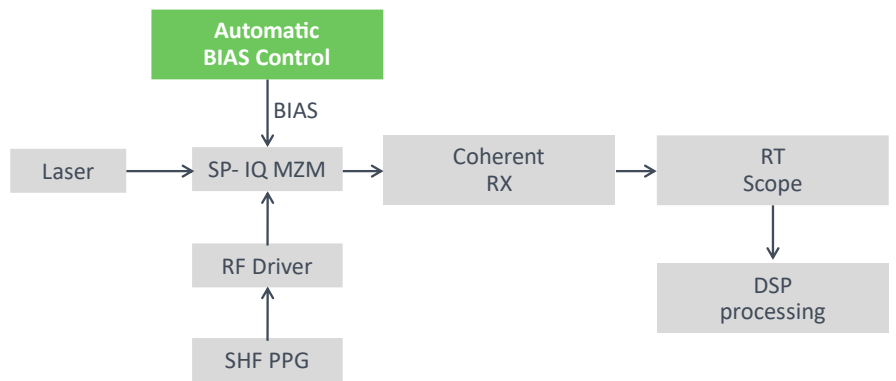 Automatic
BIAS Control
BIAS
Laser
SP- IQ MZM
Coherent
RX
RT
Scope
RF Driver
DSP
processing
SHF PPG